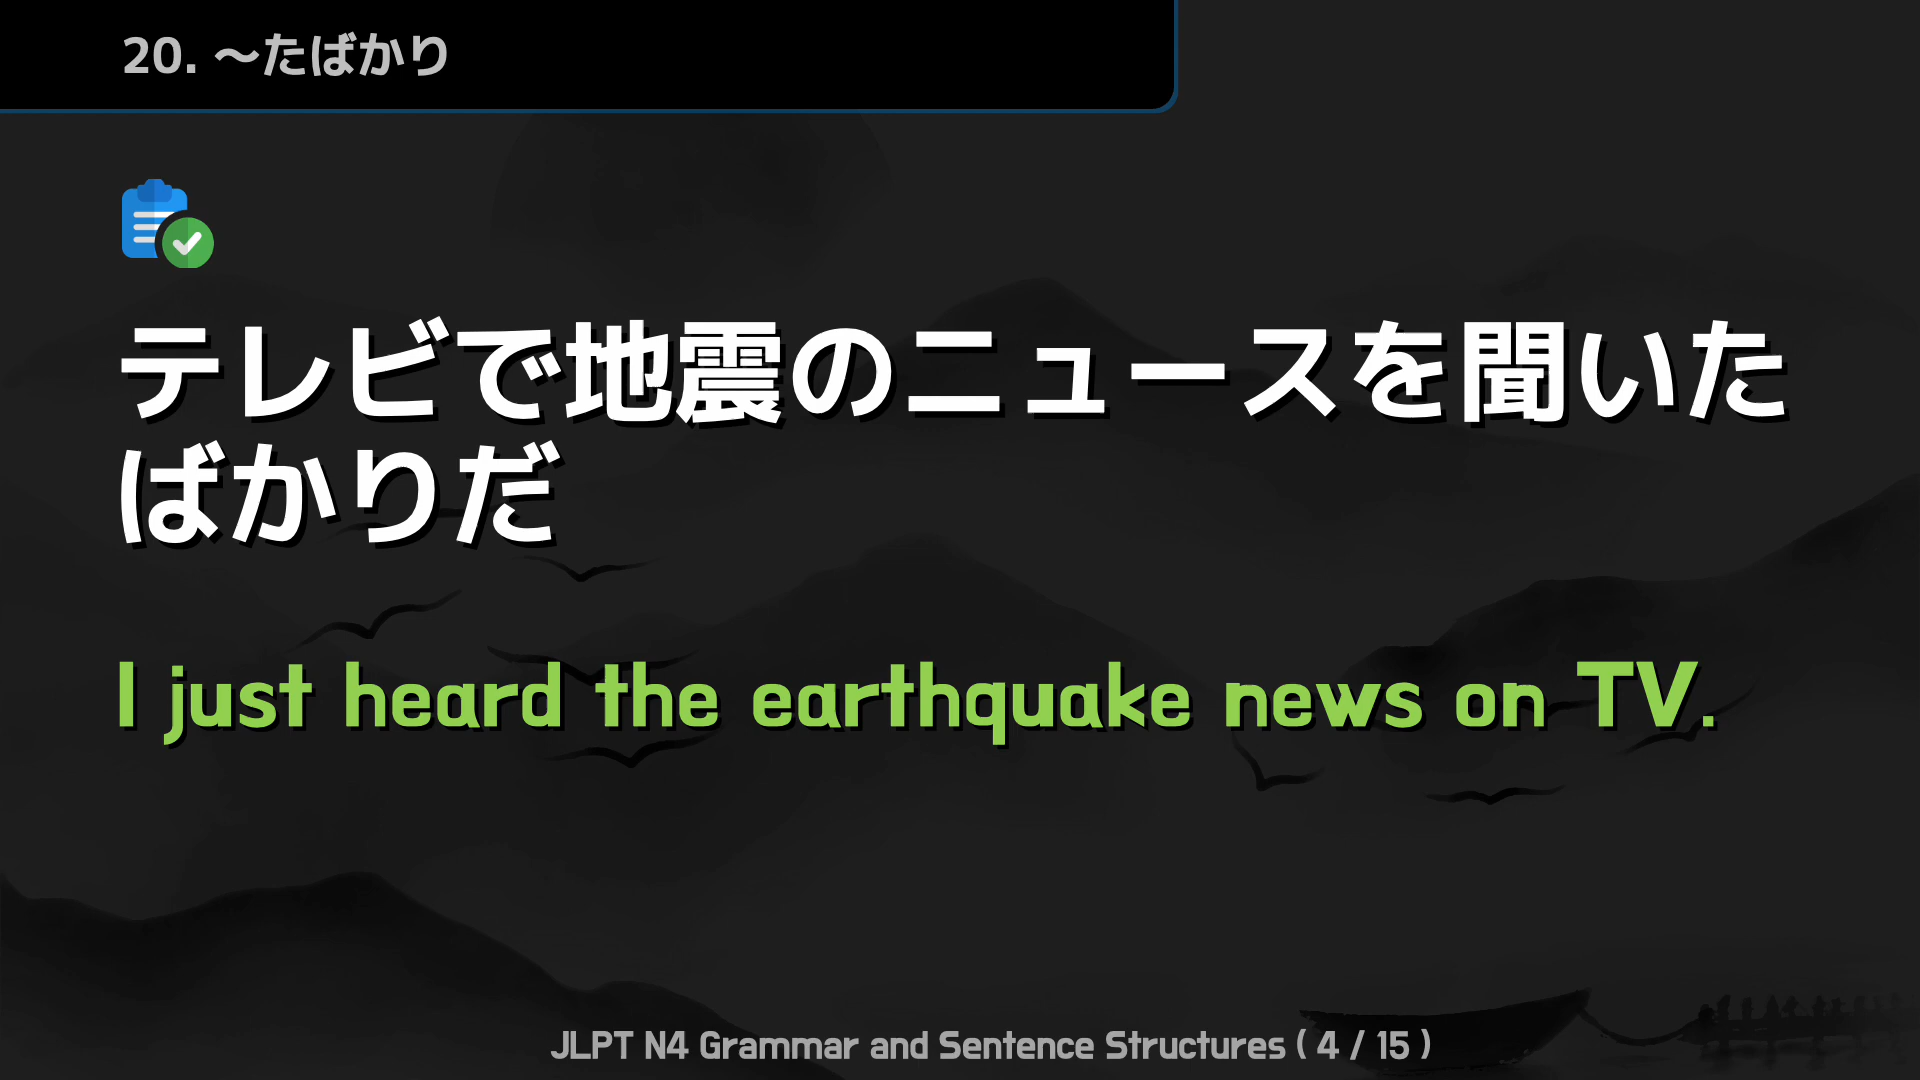 20. ～たばかり
テレビで地震のニュースを聞いた
ばかりだ
I just heard the earthquake news on TV.
JLPT N4 Grammar and Sentence Structures ( 4 / 15 )